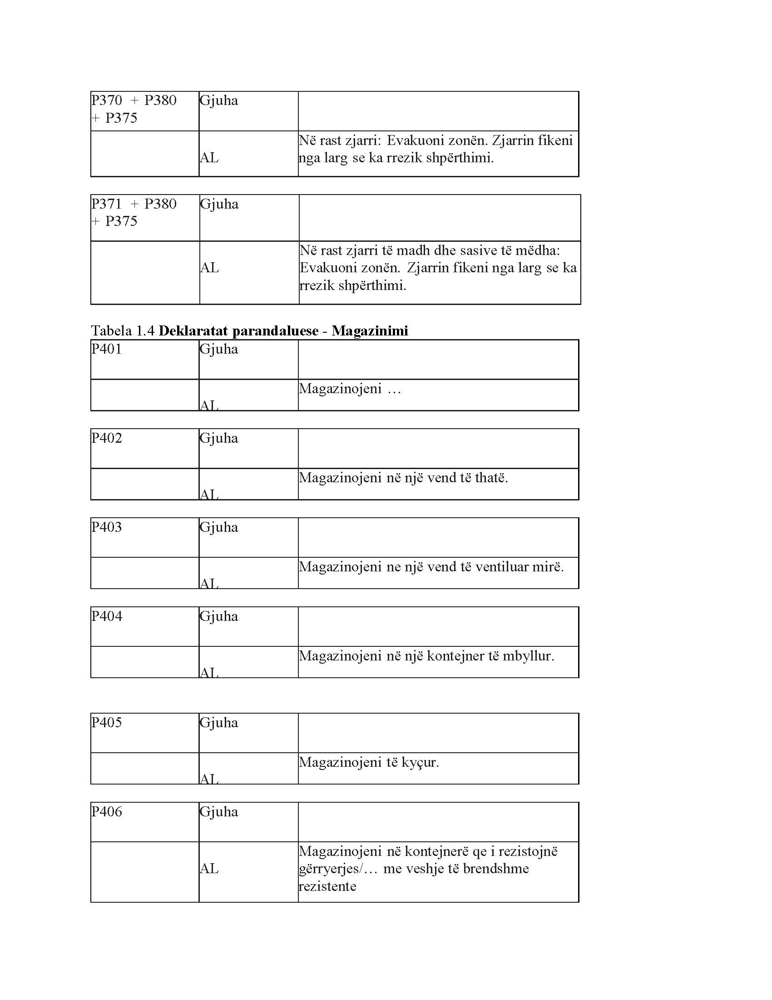 P370 + P380 Gjuha
+ P375
Në rast zjarri: Evakuoni zonën. Zjarrin fikeni
AL nga larg se ka rrezik shpërthimi.
P371 + P380 Gjuha
+ P375
Në rast zjarri të madh dhe sasive të mëdha:
AL Evakuoni zonën. Zjarrin fikeni nga larg se ka
rrezik shpërthimi.
Tabela 1.4 Deklaratat parandaluese - Magazinimi
P401 Gjuha
Magazinojeni …
AL
P402 Gjuha
Magazinojeni në një vend të thatë.
AL
P403 Gjuha
Magazinojeni ne një vend të ventiluar mirë.
AL
P404 Gjuha
Magazinojeni në një kontejner të mbyllur.
AL
P405 Gjuha
Magazinojeni të kyçur.
AL
P406 Gjuha
Magazinojeni në kontejnerë qe i rezistojnë
AL gërryerjes/… me veshje të brendshme
rezistente